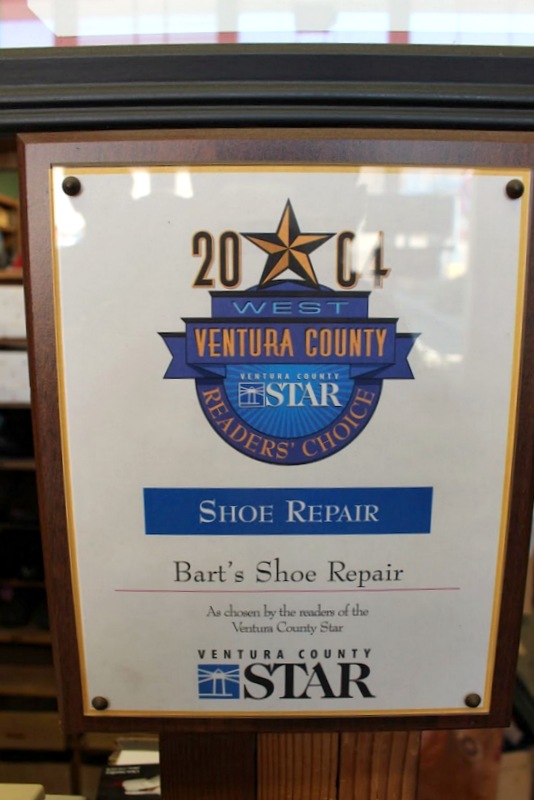 2004
WEST
VENTURA COUNTY
VENTURA COUNTY
STAR
READERS' CHOICE
SHOE REPAIR
Bart's Shoe Repair
As chosen by the readers of the
Ventura County Star
VENTURA COUNTY
STAR